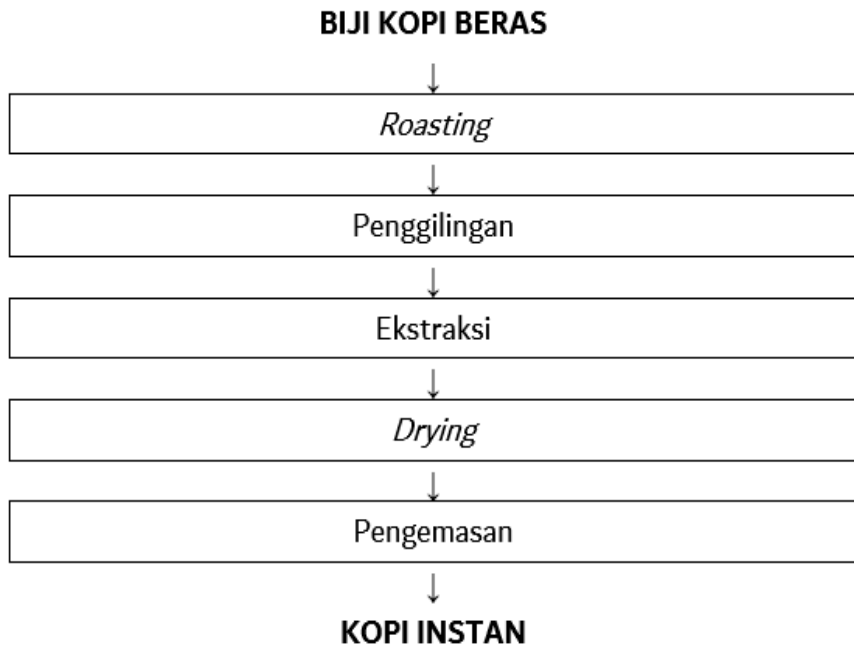 BIJI KOPI BERAS
↓
Roasting
↓
Penggilingan
↓
Ekstraksi
↓
Drying
↓
Pengemasan
↓
KOPI INSTAN